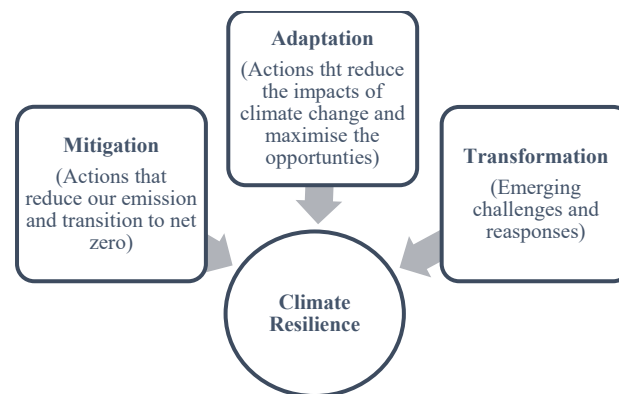 Adaptation
(Actions tht reduce
the impacts of
climate change and
maximise the
opportunties)
Mitigation
(Actions that
reduce our emission
and transition to net
zero)
Transformation
(Emerging
challenges and
reasponses)
Climate
Resilience